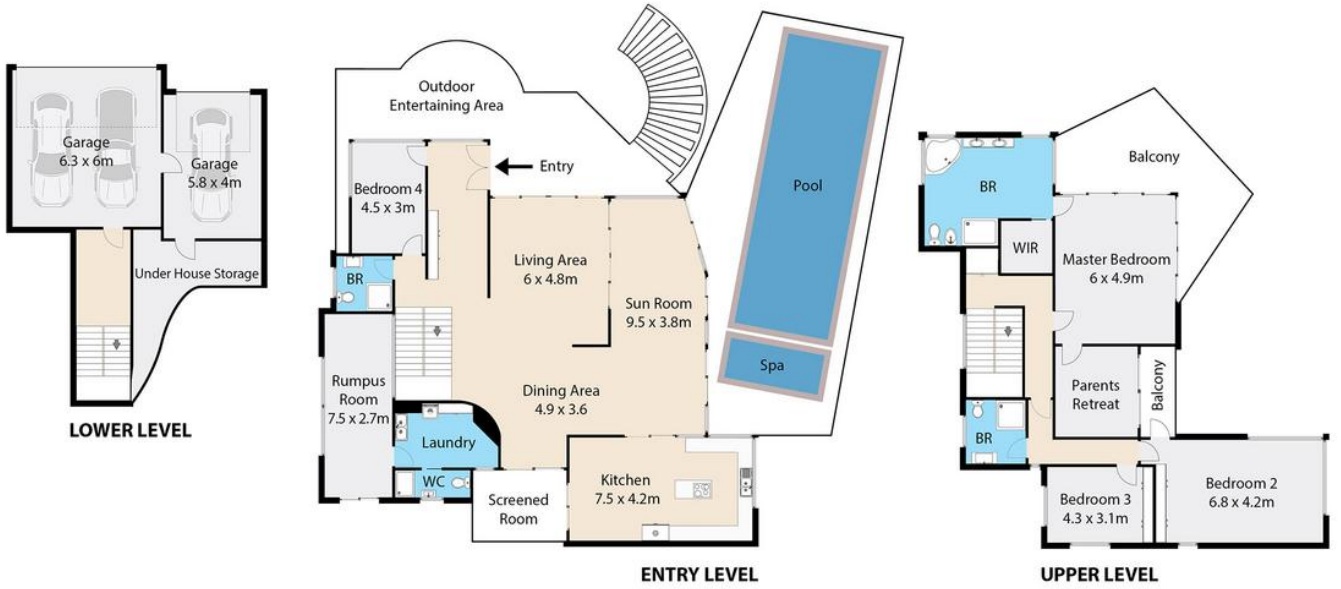 Garage
6.3 x 6m
Garage
5.8 x 4m
Under House Storage
LOWER LEVEL
Outdoor
Entertaining Area
Entry
Bedroom 4
4.5 x 3m
BR
Living Area
6 x 4.8m
Sun Room
9.5 x 3.8m
Rumpus
Room
7.5 x 2.7m
Dining Area
4.9 x 3.6
Laundry
WC
Screened
Room
Kitchen
7.5 x 4.2m
Pool
Spa
ENTRY LEVEL
BR
WIR
Balcony
Master Bedroom
6 x 4.9m
Parents
Retreat
Balcony
BR
Bedroom 3
4.3 x 3.1m
Bedroom 2
6.8 x 4.2m
UPPER LEVEL